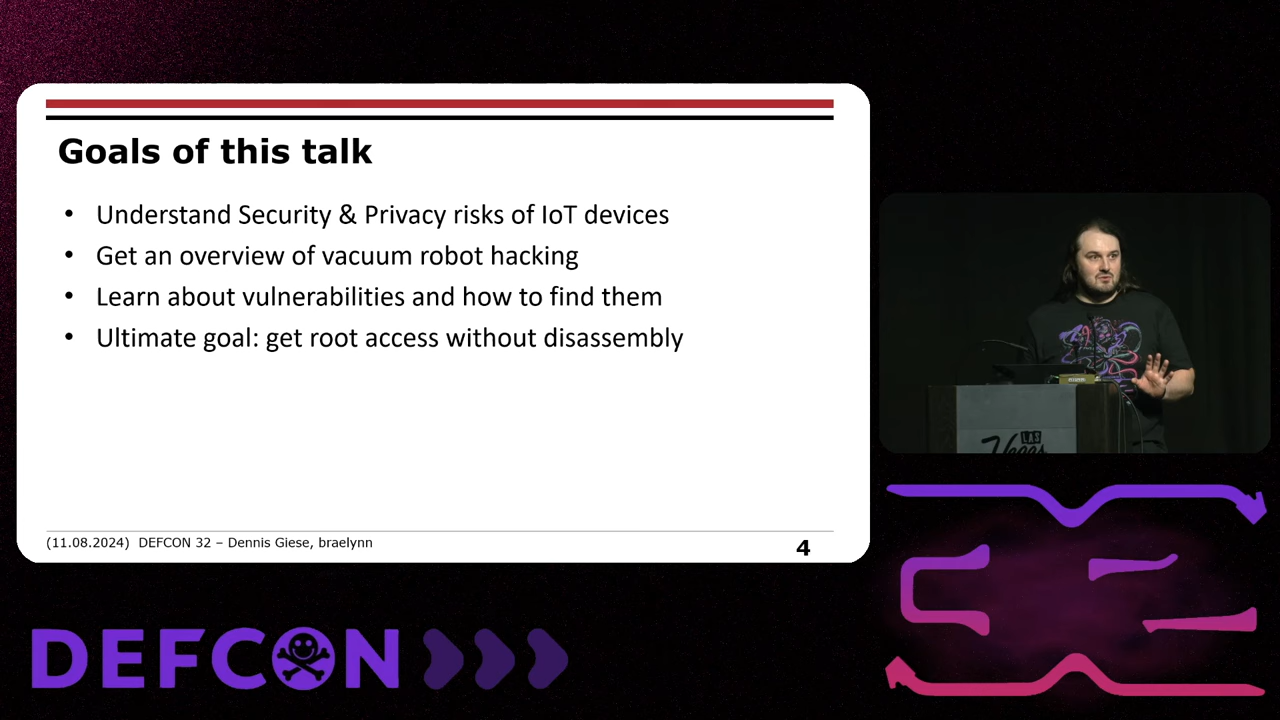 Goals of this talk
• Understand Security & Privacy risks of IoT devices
• Get an overview of vacuum robot hacking
• Learn about vulnerabilities and how to find them
• Ultimate goal: get root access without disassembly
(11.08.2024) DEFCON 32 – Dennis Giese, braelynn
4
LAS
Vegas
DEFCON